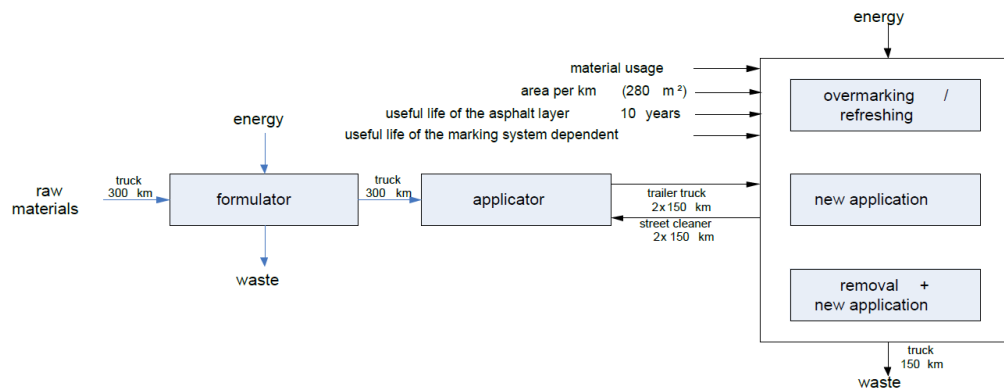 energy
material usage
area per km (280 m²)
useful life of the asphalt layer 10 years
useful life of the marking system dependent
overmarking /
refreshing
energy
raw
materials
truck
300 km
formulator
truck
300 km
applicator
trailer truck
2x 150 km
street cleaner
2x 150 km
new application
waste
removal +
new application
truck
150 km
waste